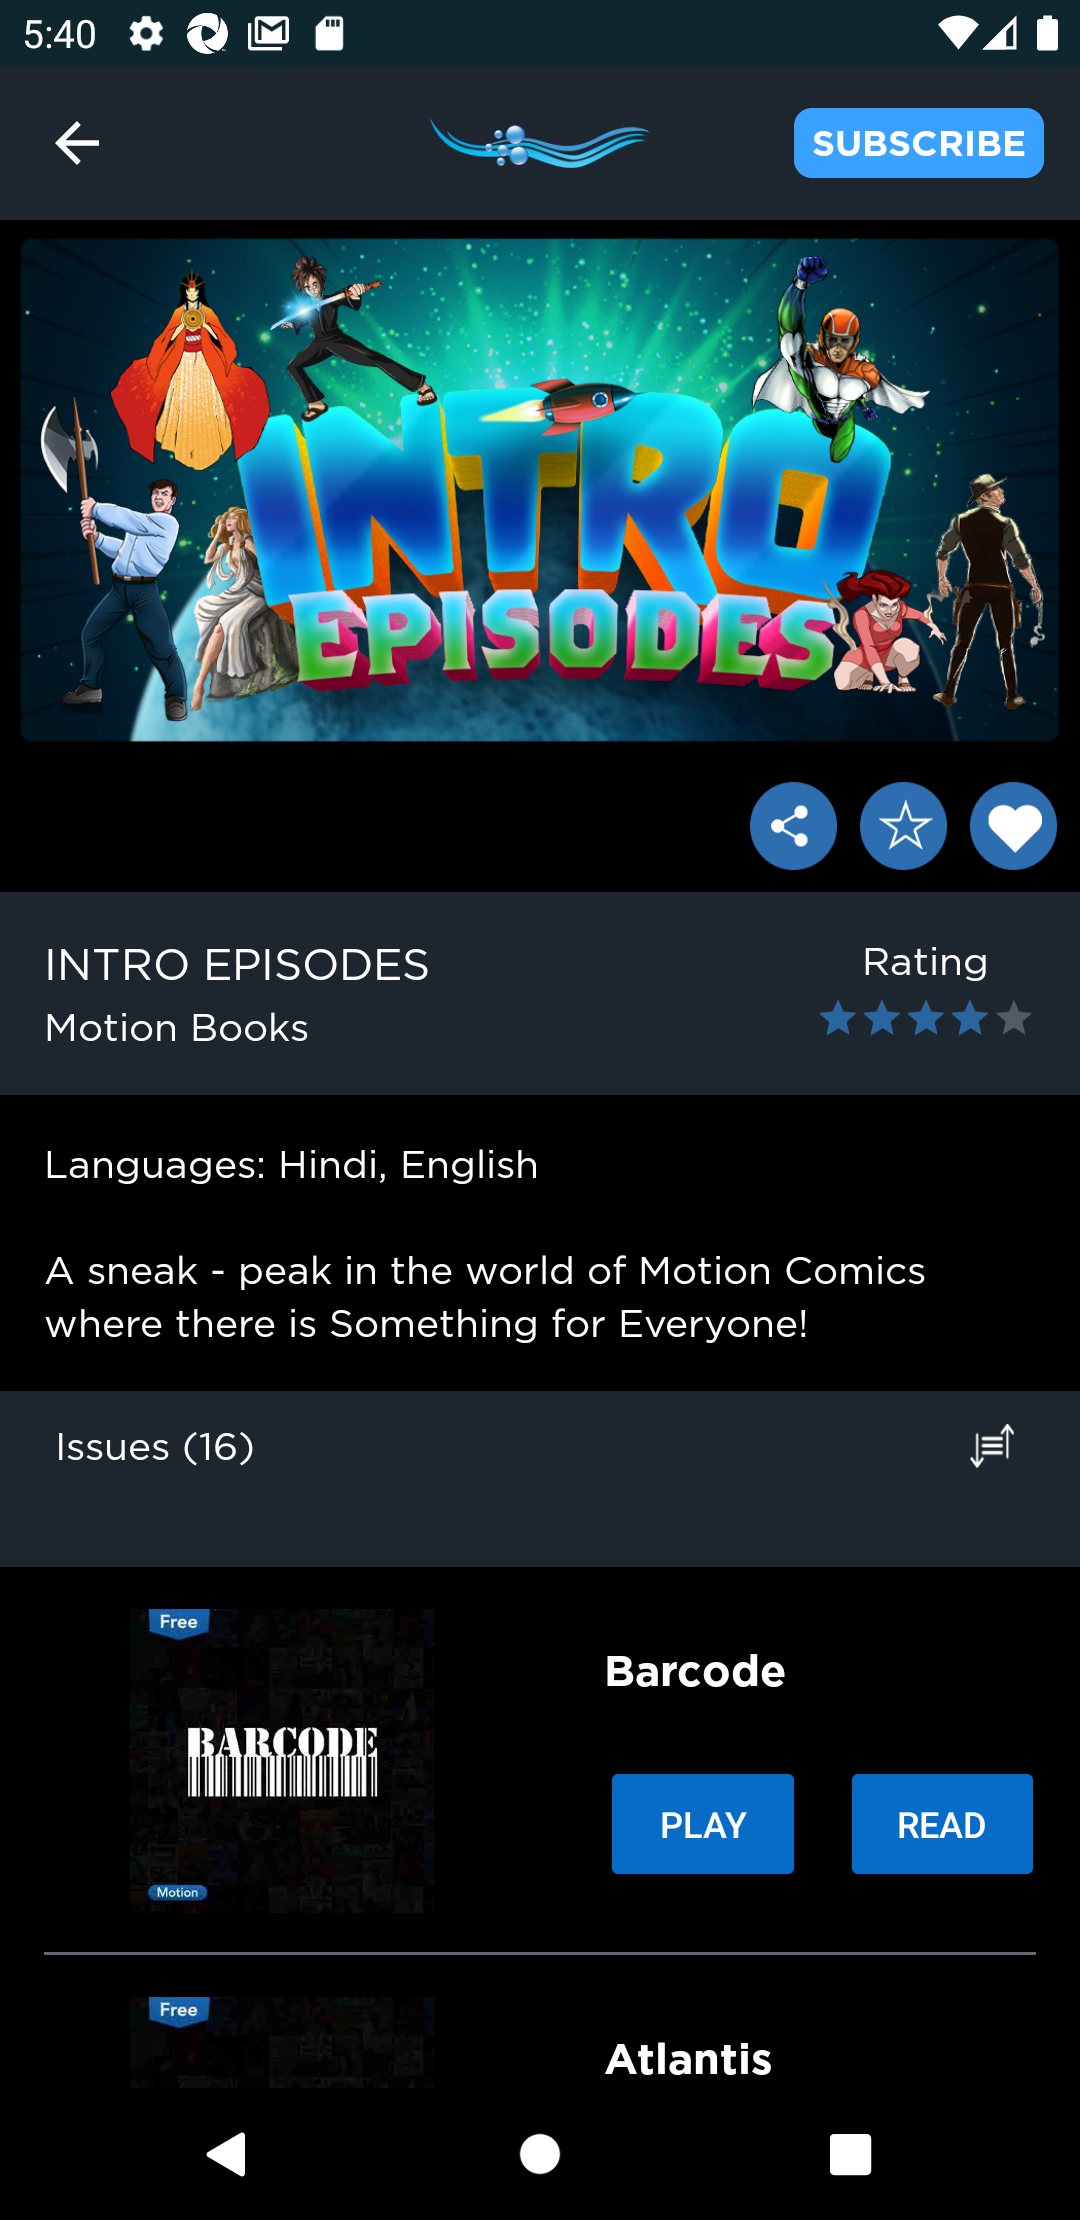 5:40
SUBSCRIBE
INTRO
EPISODES
INTRO EPISODES
Rating
Motion Books
Languages: Hindi, English
A sneak - peak in the world of Motion Comics
where there is Something for Everyone!
Issues (16)
Free
BARCODE
Motion
Barcode
PLAY
READ
Free
Atlantis